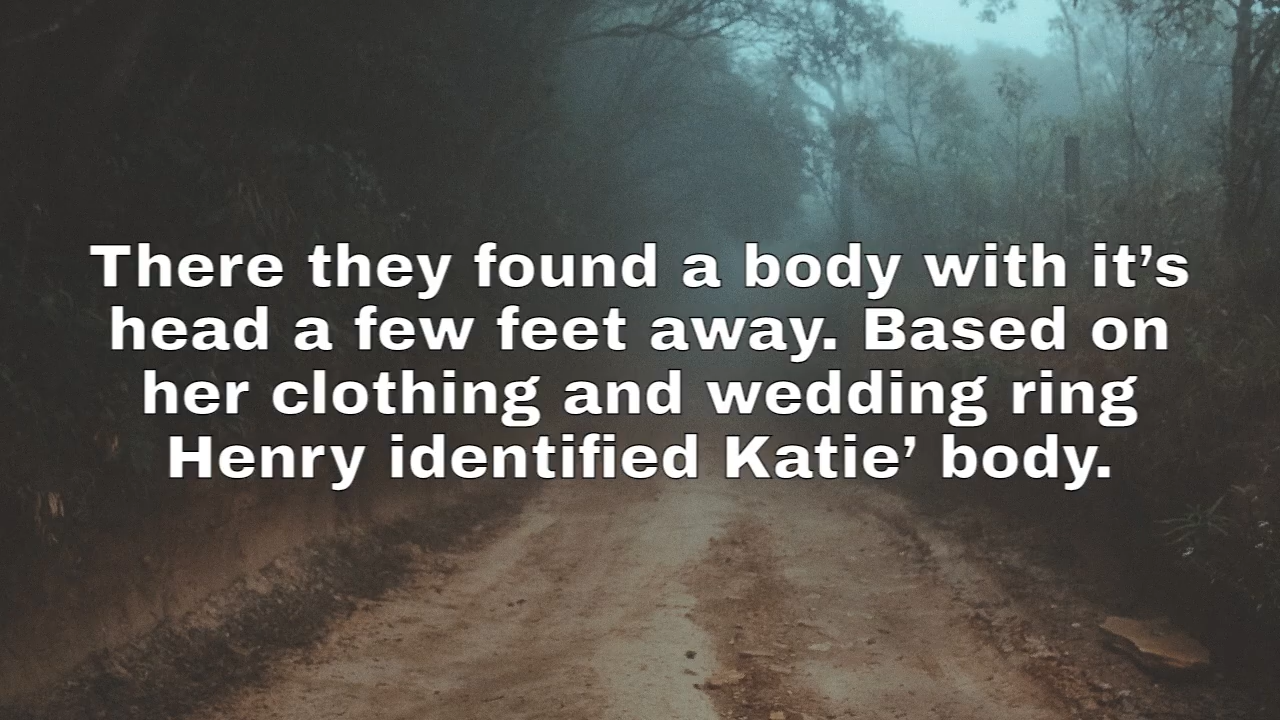 There they found a body with it’s
head a few feet away. Based on
her clothing and wedding ring
Henry identified Katie’ body.